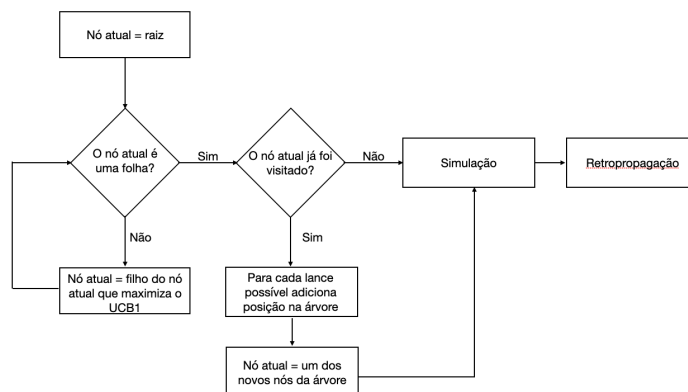 Nó atual = raiz
O nó atual é
uma folha?
Sim
O nó atual já foi
visitado?
Não
Simulação
Retropropagação
Não
Sim
Nó atual = filho do nó
atual que maximiza o
UCB1
Para cada lance
possível adiciona
posição na árvore
Nó atual = um dos
novos nós da árvore